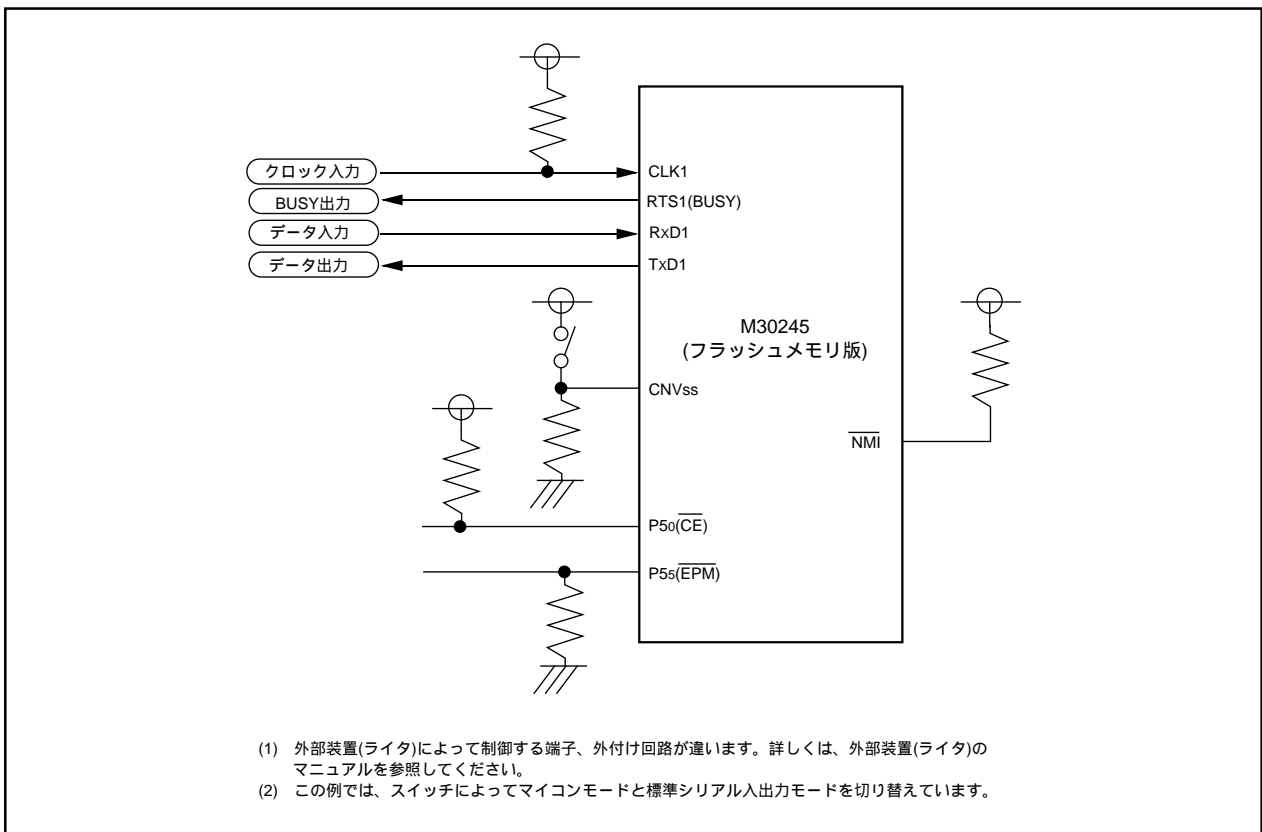 クロック入力
BUSY出力
データ入力
データ出力
CLK1
RTS1(BUSY)
RxD1
TxD1
M30245
(フラッシュメモリ版)
CNVss
NMI
P50(CE)
P55(EPM)
(1) 外部装置(ライタ)によって制御する端子、外付け回路が違います。詳しくは、外部装置(ライタ)の
マニュアルを参照してください。
(2) この例では、スイッチによってマイコンモードと標準シリアル入出力モードを切り替えています。